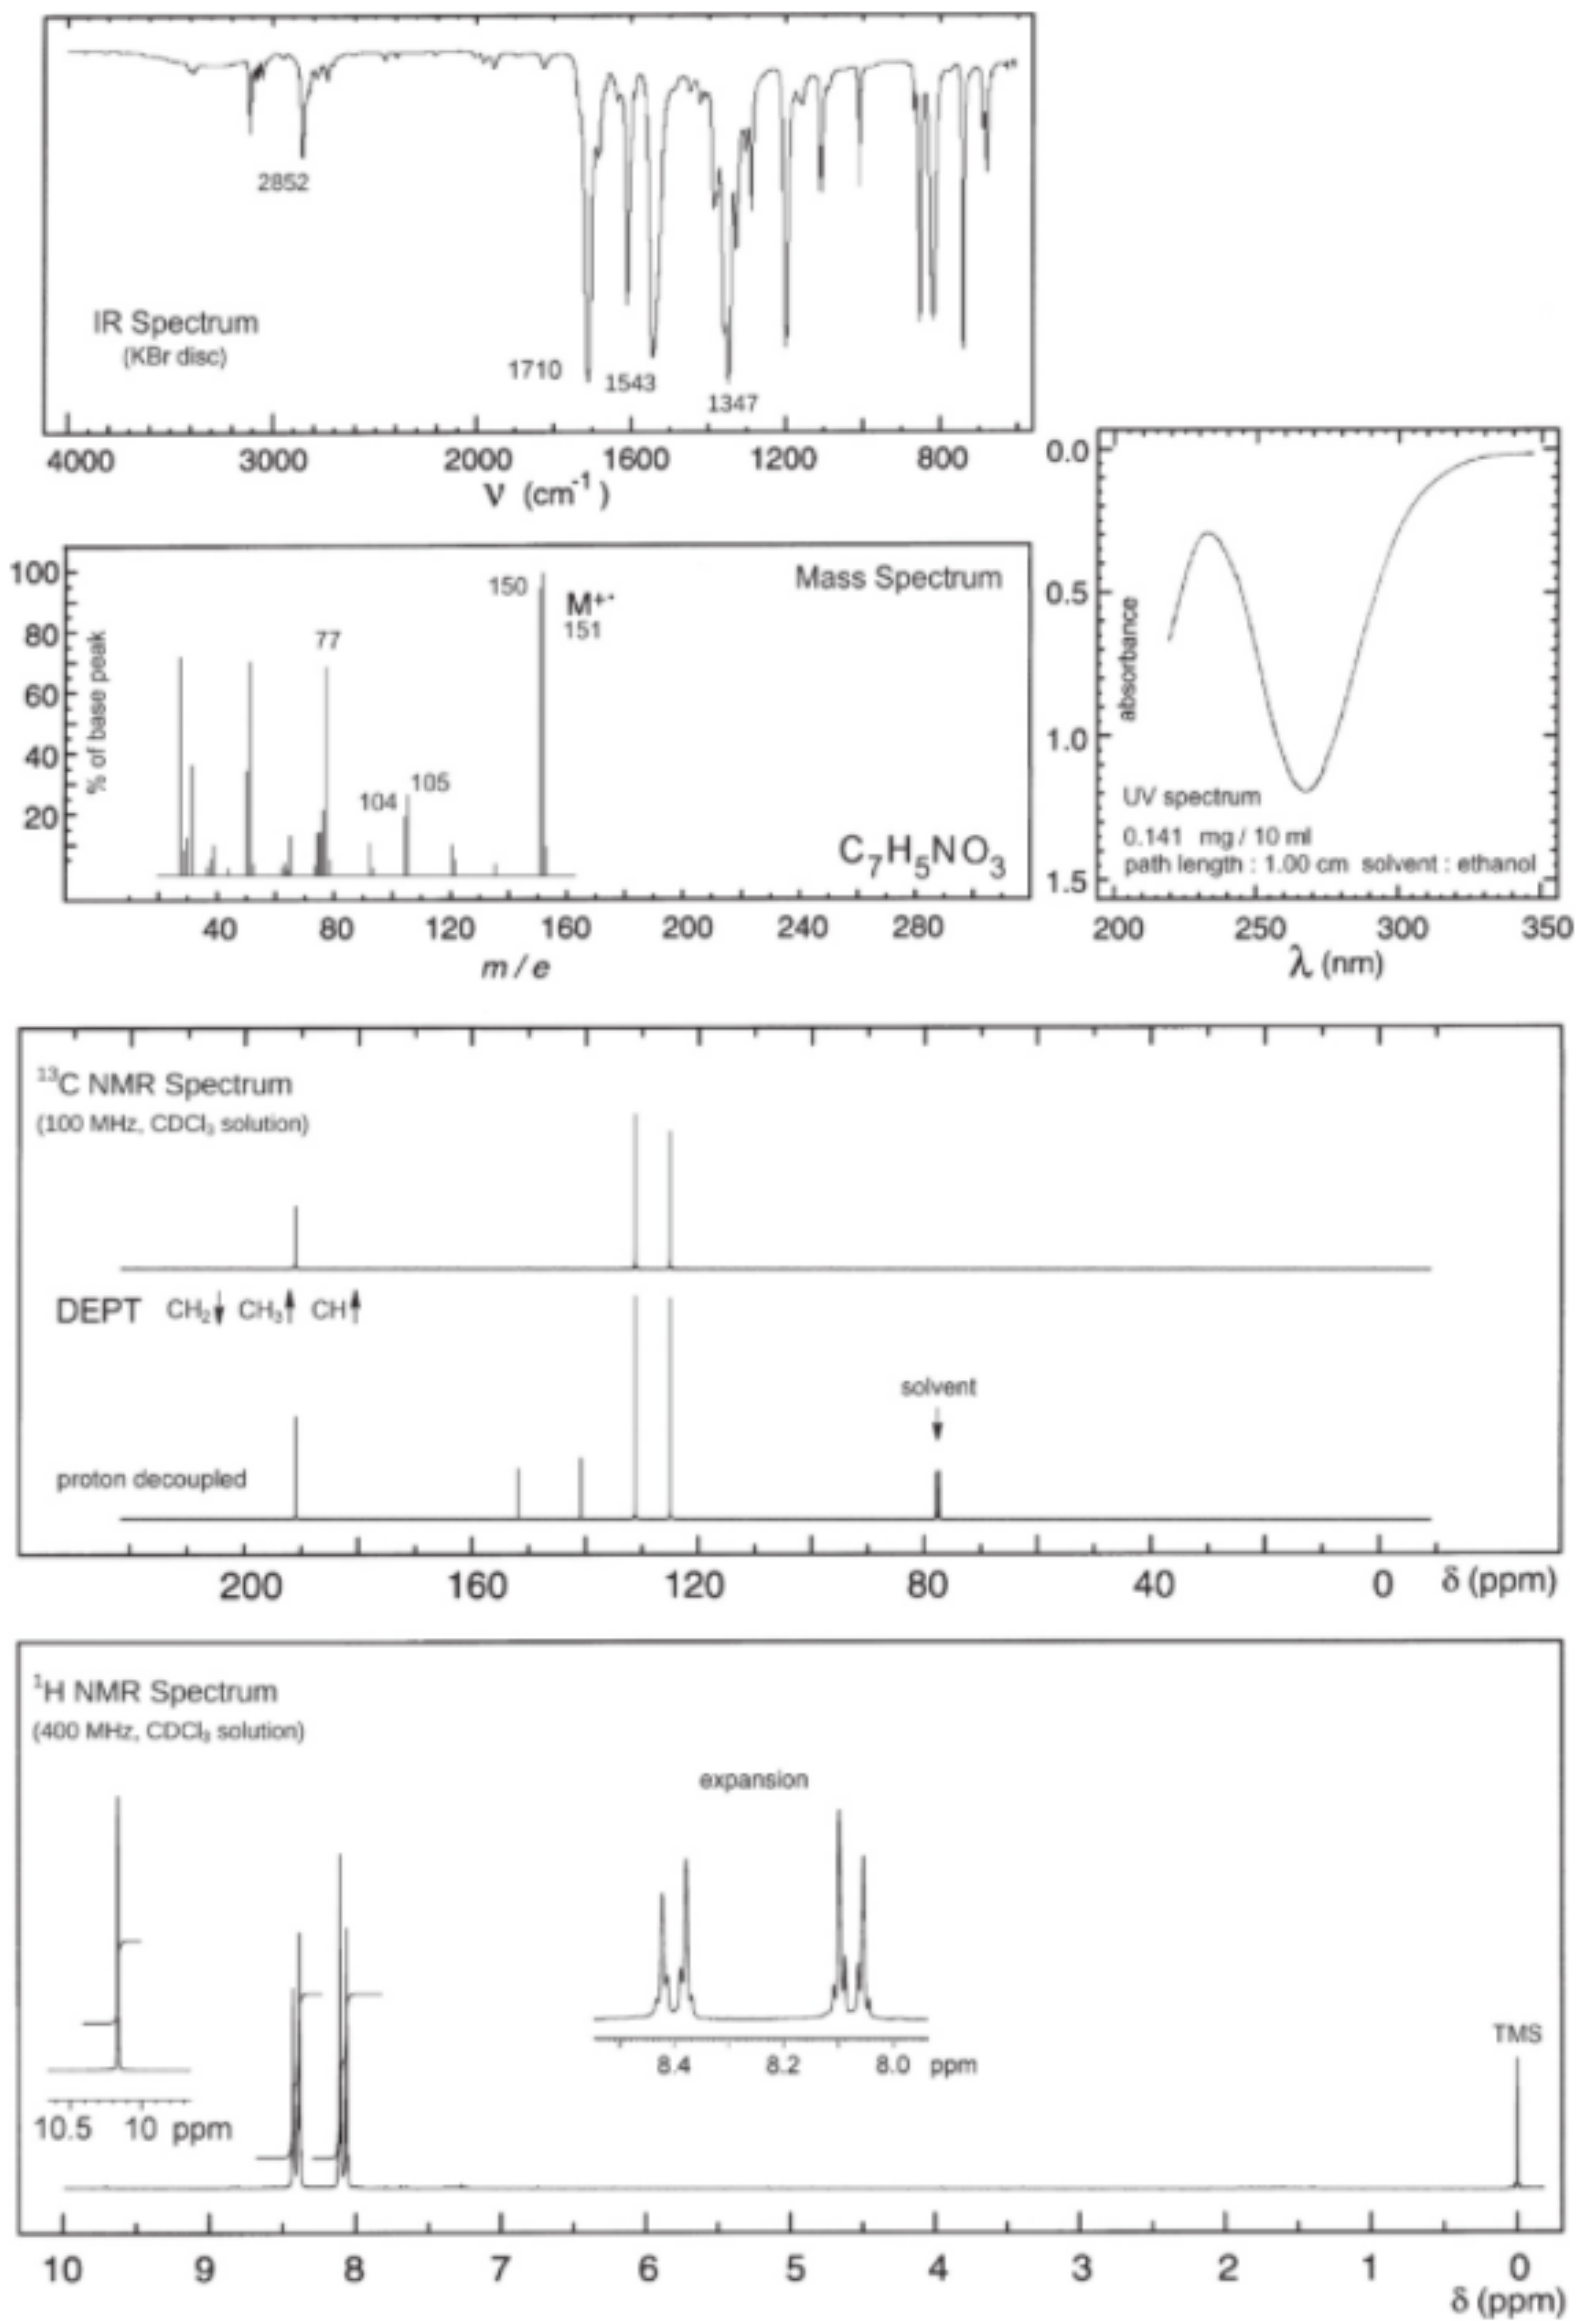 2852
IR Spectrum
(KBr disc)
1710
1543
1347
4000 3000 2000 1600 1200 800
ν (cm⁻¹)
100
80
60
40
20
% of base peak
Mass Spectrum
150
M⁺·
151
77
104
105
C₇H₅NO₃
40 80 120 160 200 240 280
m / e
0.0
0.5
1.0
1.5
absorbance
UV spectrum
0.141 mg / 10 ml
path length : 1.00 cm solvent : ethanol
200 250 300 350
λ (nm)
¹³C NMR Spectrum
(100 MHz, CDCl₃ solution)
DEPT CH₂ CH₃ CH
solvent
proton decoupled
200 160 120 80 40 0 δ (ppm)
¹H NMR Spectrum
(400 MHz, CDCl₃ solution)
expansion
8.4 8.2 8.0 ppm
TMS
10.5 10 ppm
10 9 8 7 6 5 4 3 2 1 0
δ (ppm)